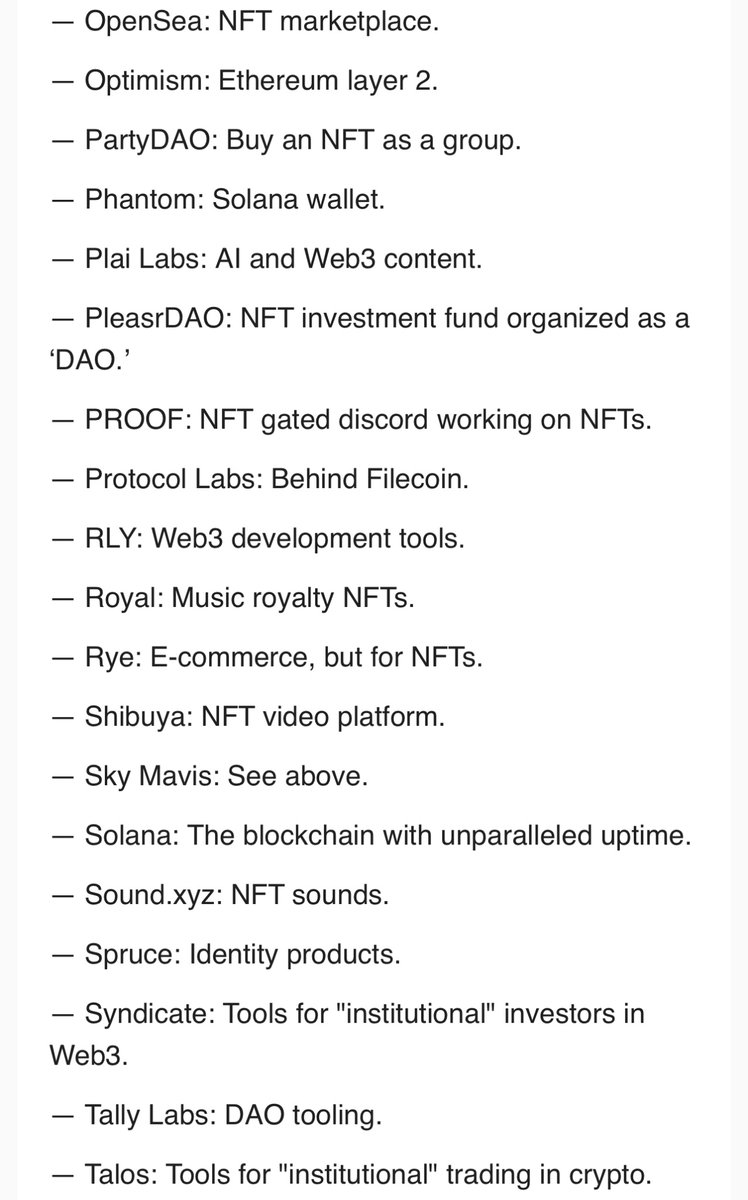 — OpenSea: NFT marketplace.
— Optimism: Ethereum layer 2.
— PartyDAO: Buy an NFT as a group.
— Phantom: Solana wallet.
— Plai Labs: AI and Web3 content.
— PleasrDAO: NFT investment fund organized as a
‘DAO.’
— PROOF: NFT gated discord working on NFTs.
— Protocol Labs: Behind Filecoin.
— RLY: Web3 development tools.
— Royal: Music royalty NFTs.
— Rye: E-commerce, but for NFTs.
— Shibuya: NFT video platform.
— Sky Mavis: See above.
— Solana: The blockchain with unparalleled uptime.
— Sound.xyz: NFT sounds.
— Spruce: Identity products.
— Syndicate: Tools for "institutional" investors in
Web3.
— Tally Labs: DAO tooling.
— Talos: Tools for "institutional" trading in crypto.